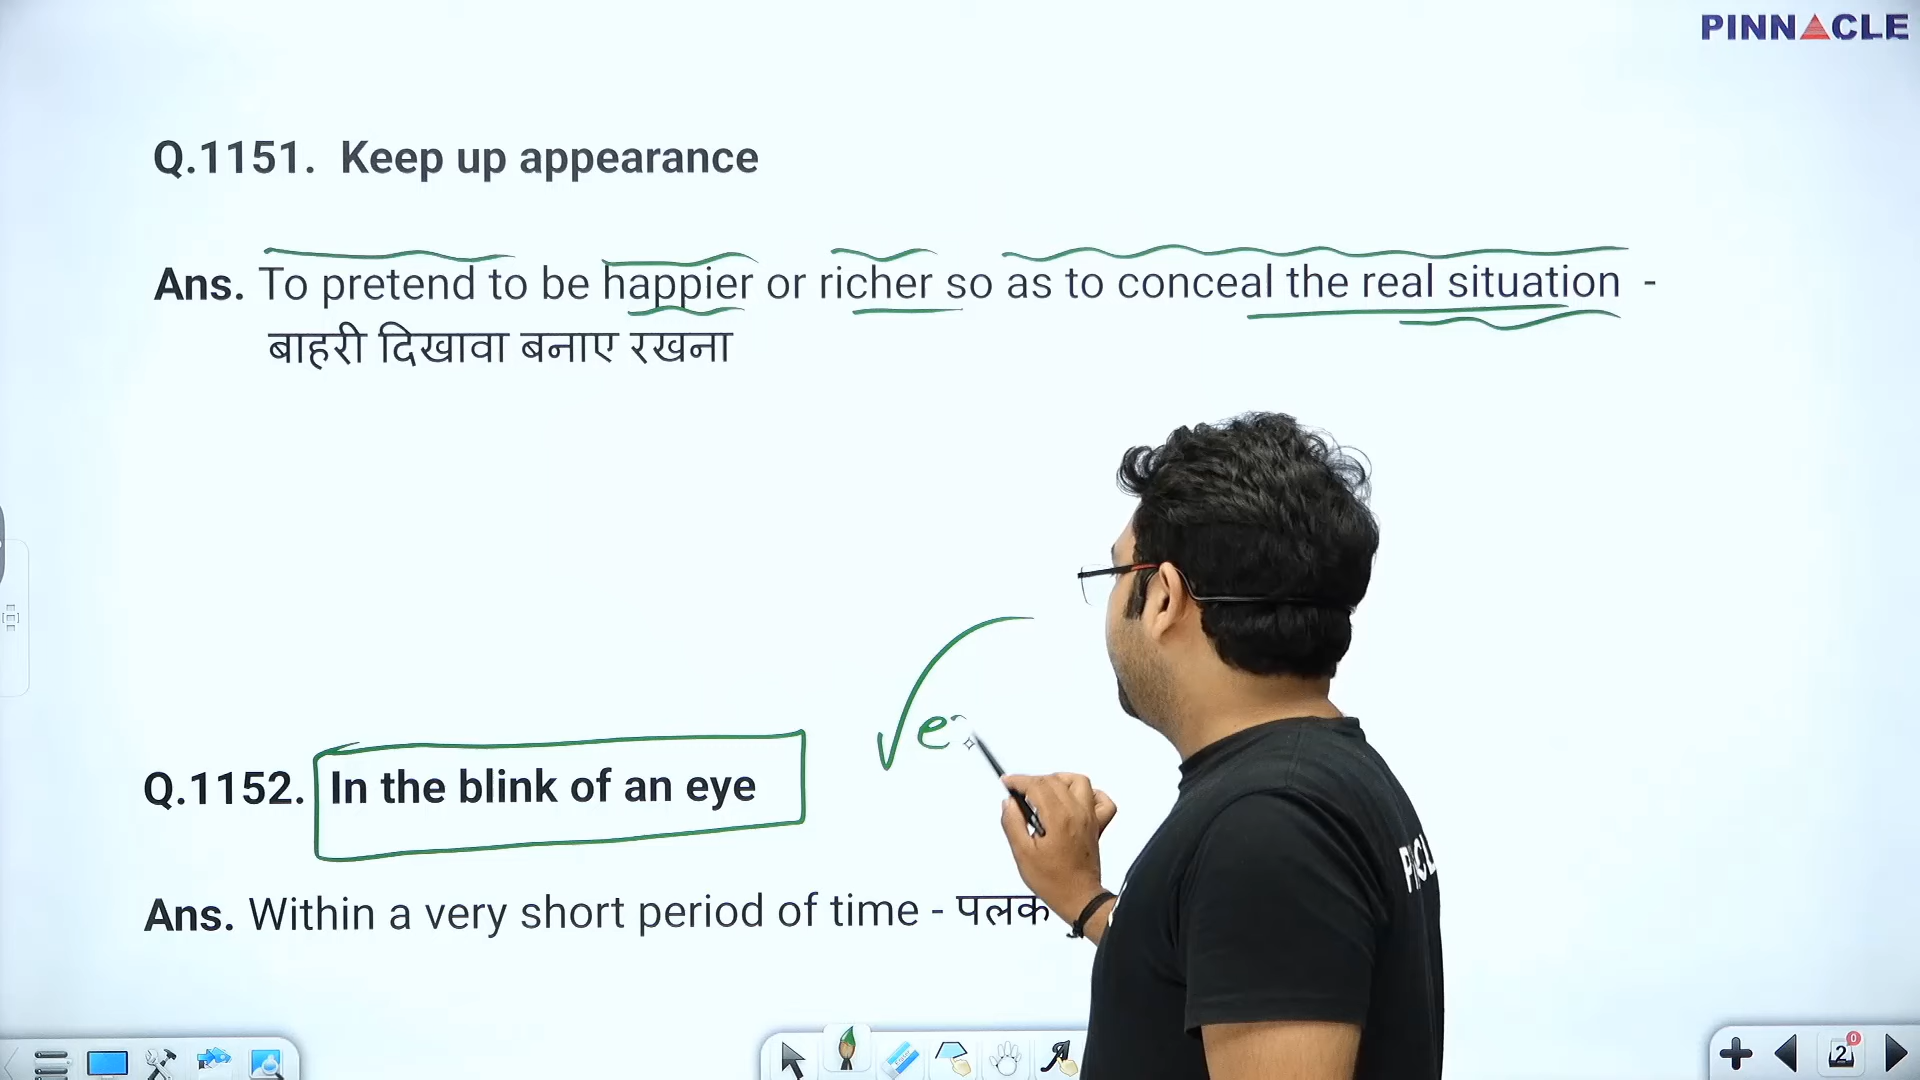 PINNACLE
Q.1151. Keep up appearance
Ans. To pretend to be happier or richer so as to conceal the real situation -
बाहरी दिखावा बनाए रखना
Q.1152. In the blink of an eye
Ans. Within a very short period of time - पलक
2
0